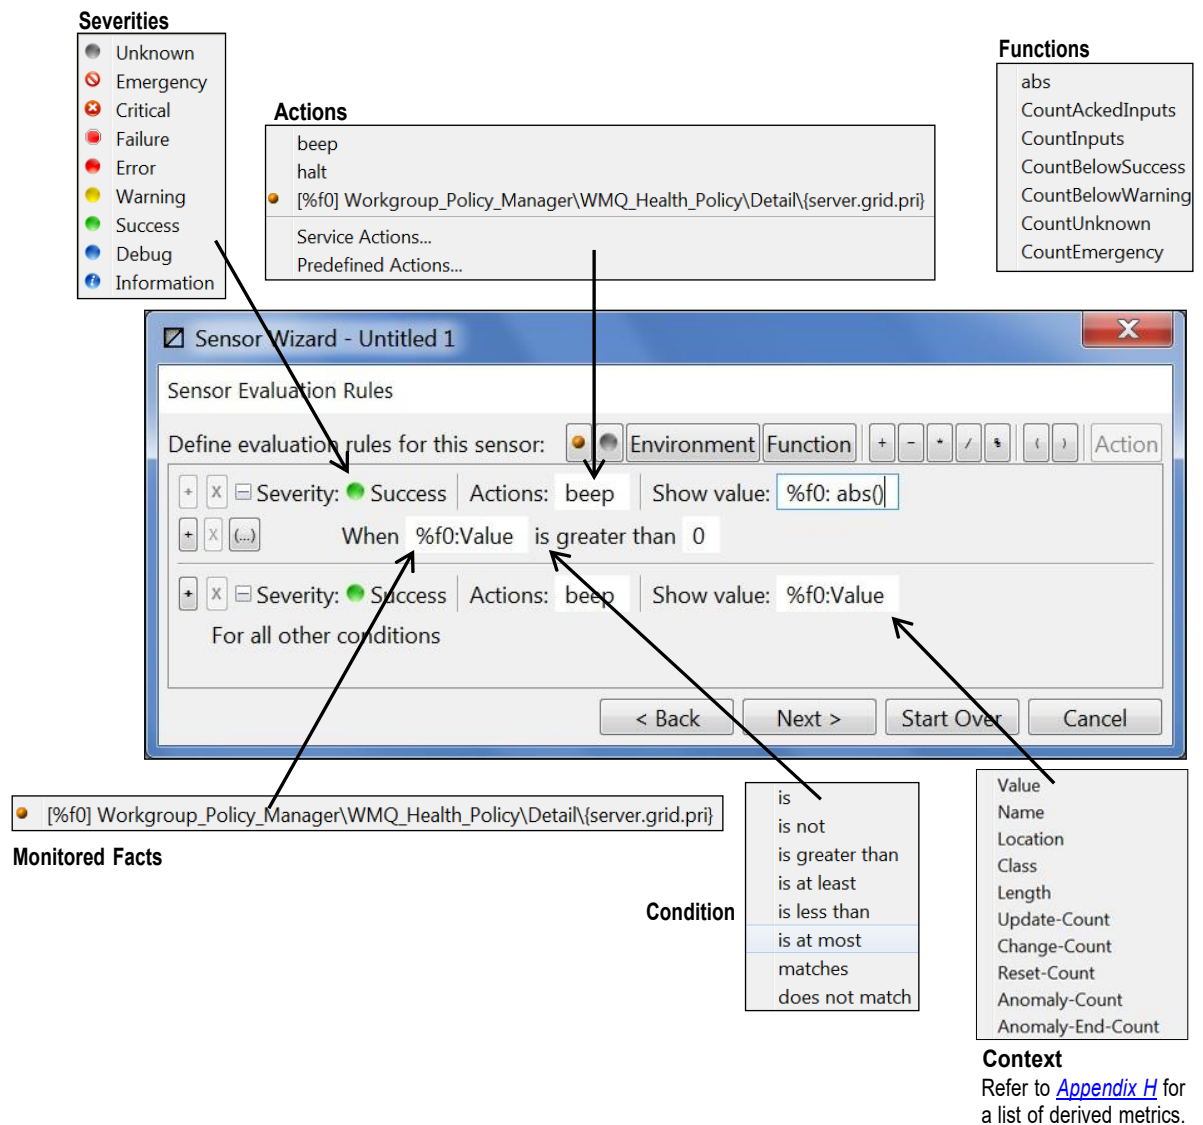 Severities
Unknown
Emergency
Critical
Failure
Error
Warning
Success
Debug
Information
Actions
beep
halt
[%f0] Workgroup_Policy_Manager\WMQ_Health_Policy\Detail\{server.grid.pri}
Service Actions...
Predefined Actions...
Functions
abs
CountAckedInputs
CountInputs
CountBelowSuccess
CountBelowWarning
CountUnknown
CountEmergency
Sensor Wizard - Untitled 1
X
Sensor Evaluation Rules
Define evaluation rules for this sensor: Environment Function + - * / % ( ) Action
+ X Severity: Success Actions: beep Show value: %f0: abs()
+ X (...) When %f0:Value is greater than 0
+ X Severity: Success Actions: beep Show value: %f0:Value
For all other conditions
< Back Next > Start Over Cancel
[%f0] Workgroup_Policy_Manager\WMQ_Health_Policy\Detail\{server.grid.pri}
Monitored Facts
Condition
is
is not
is greater than
is at least
is less than
is at most
matches
does not match
Value
Name
Location
Class
Length
Update-Count
Change-Count
Reset-Count
Anomaly-Count
Anomaly-End-Count
Context
Refer to Appendix H for
a list of derived metrics.